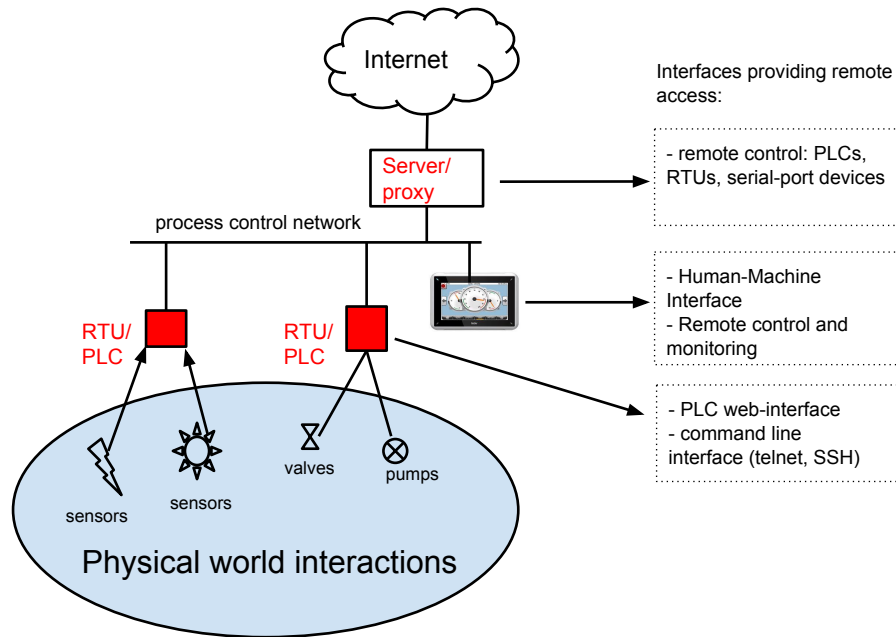 Internet
Interfaces providing remote
access:
Server/
proxy
- remote control: PLCs,
RTUs, serial-port devices
process control network
- Human-Machine
Interface
- Remote control and
monitoring
RTU/
PLC
RTU/
PLC
- PLC web-interface
- command line
interface (telnet, SSH)
valves
pumps
sensors
sensors
Physical world interactions